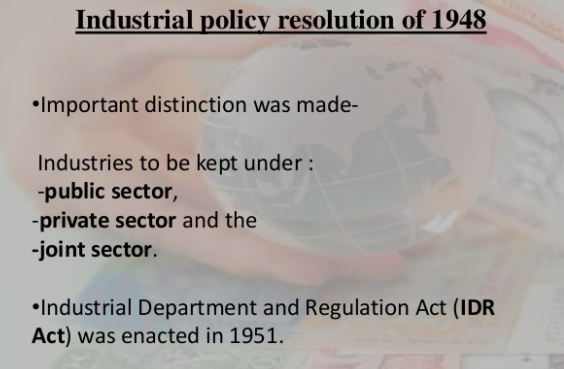 Industrial policy resolution of 1948
•Important distinction was made-
Industries to be kept under :
-public sector,
-private sector and the
-joint sector.
•Industrial Department and Regulation Act (IDR
Act) was enacted in 1951.